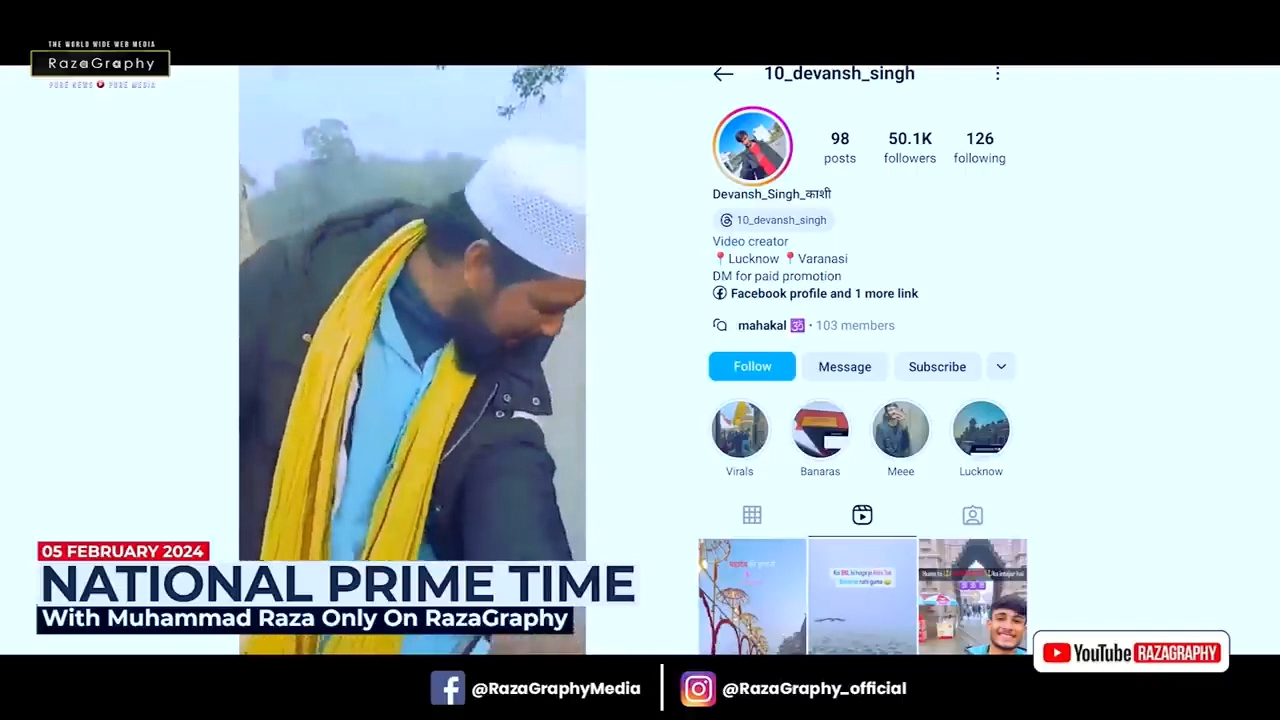 THE WORLD WIDE WEB MEDIA
RazaGraphy
PURE NEWS PURE MEDIA
10_devansh_singh
98
posts
50.1K
followers
126
following
Devansh_Singh_काशी
10_devansh_singh
Video creator
📍Lucknow 📍Varanasi
DM for paid promotion
Facebook profile and 1 more link
mahakal 🕉 · 103 members
Follow
Message
Subscribe
Virals
Banaras
Meee
Lucknow
05 FEBRUARY 2024
NATIONAL PRIME TIME
With Muhammad Raza Only On RazaGraphy
YouTube RAZAGRAPHY
@RazaGraphyMedia
@RazaGraphy_official